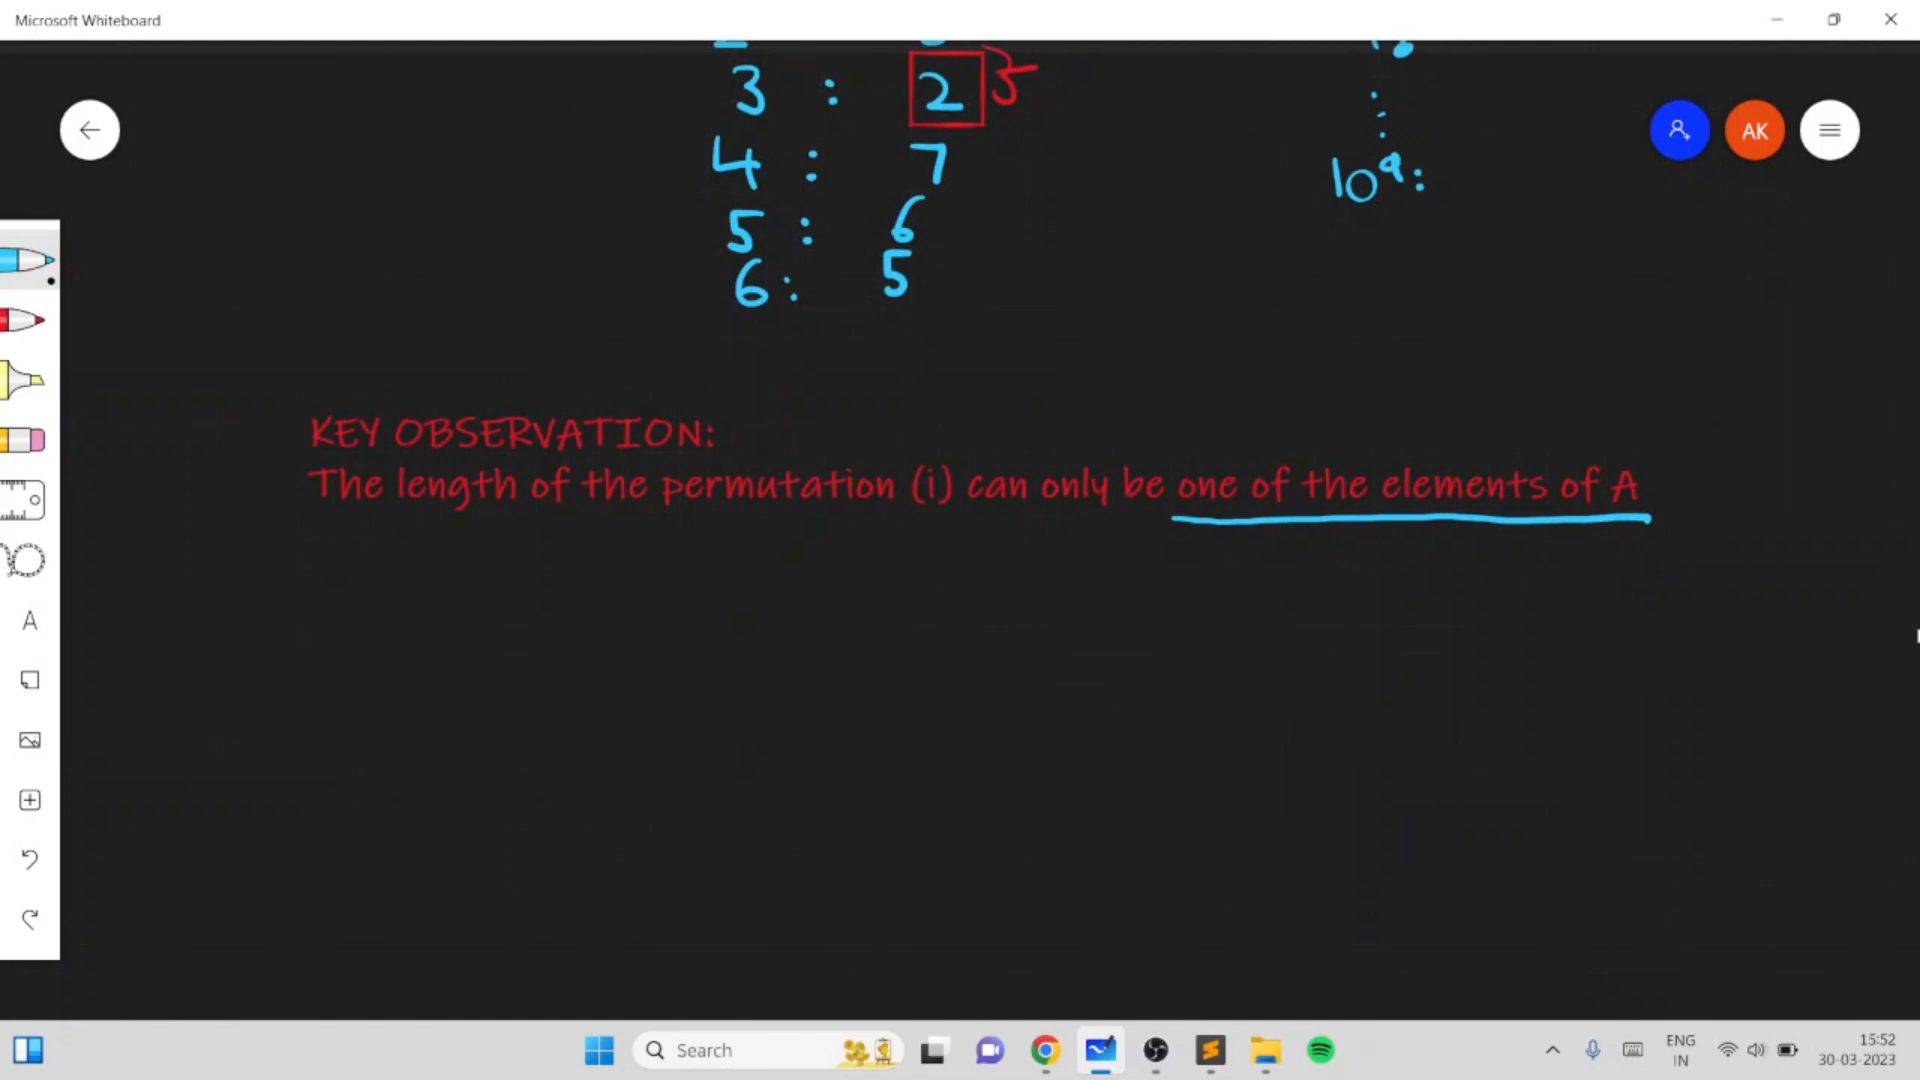 Microsoft Whiteboard
3 : 2
4 : 7
5 : 6
6 : 5
10⁹:
AK
KEY OBSERVATION:
The length of the permutation (i) can only be one of the elements of A
A
Search
ENG
IN
15:52
30-03-2023